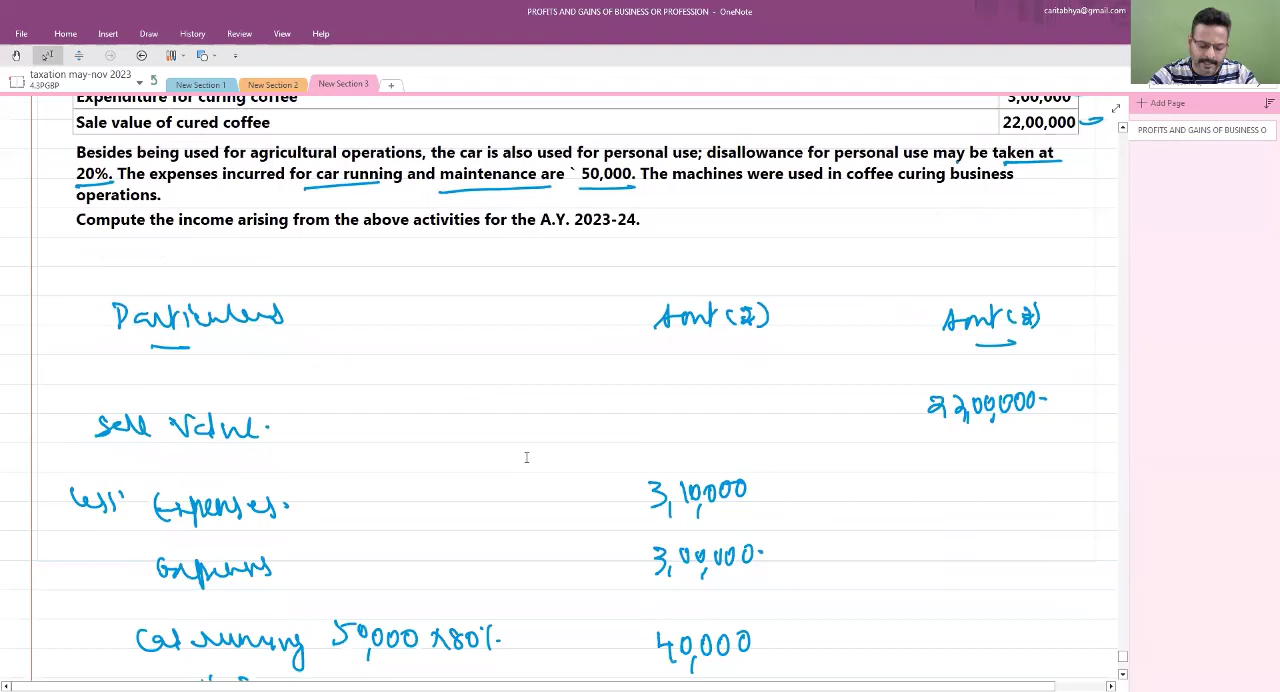 PROFITS AND GAINS OF BUSINESS OR PROFESSION - OneNote
caritabhya@gmail.com
File Home Insert Draw History Review View Help
taxation may-nov 2023
4.3PGBP
5
New Section 1 New Section 2 New Section 3 +
Add Page
PROFITS AND GAINS OF BUSINESS O
Expenditure for curing coffee 3,00,000
Sale value of cured coffee 22,00,000
Besides being used for agricultural operations, the car is also used for personal use; disallowance for personal use may be taken at
20%. The expenses incurred for car running and maintenance are ` 50,000. The machines were used in coffee curing business
operations.
Compute the income arising from the above activities for the A.Y. 2023-24.
Particulars Amt (₹) Amt (₹)
Sell Value. 22,00,000-
Less' Expenses. 3,10,000
Expenses 3,00,000-
Car running 50,000 x 80% 40,000